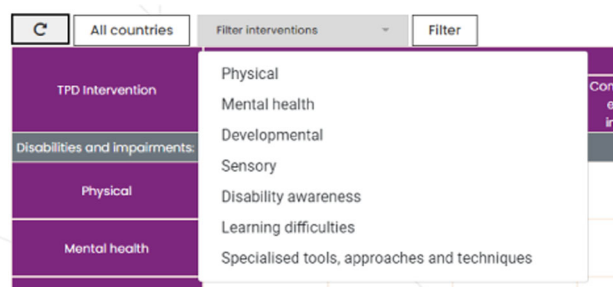 All countries
Filter interventions
Filter
TPD Intervention
Disabilities and impairments:
Physical
Mental health
Physical
Mental health
Developmental
Sensory
Disability awareness
Learning difficulties
Specialised tools, approaches and techniques